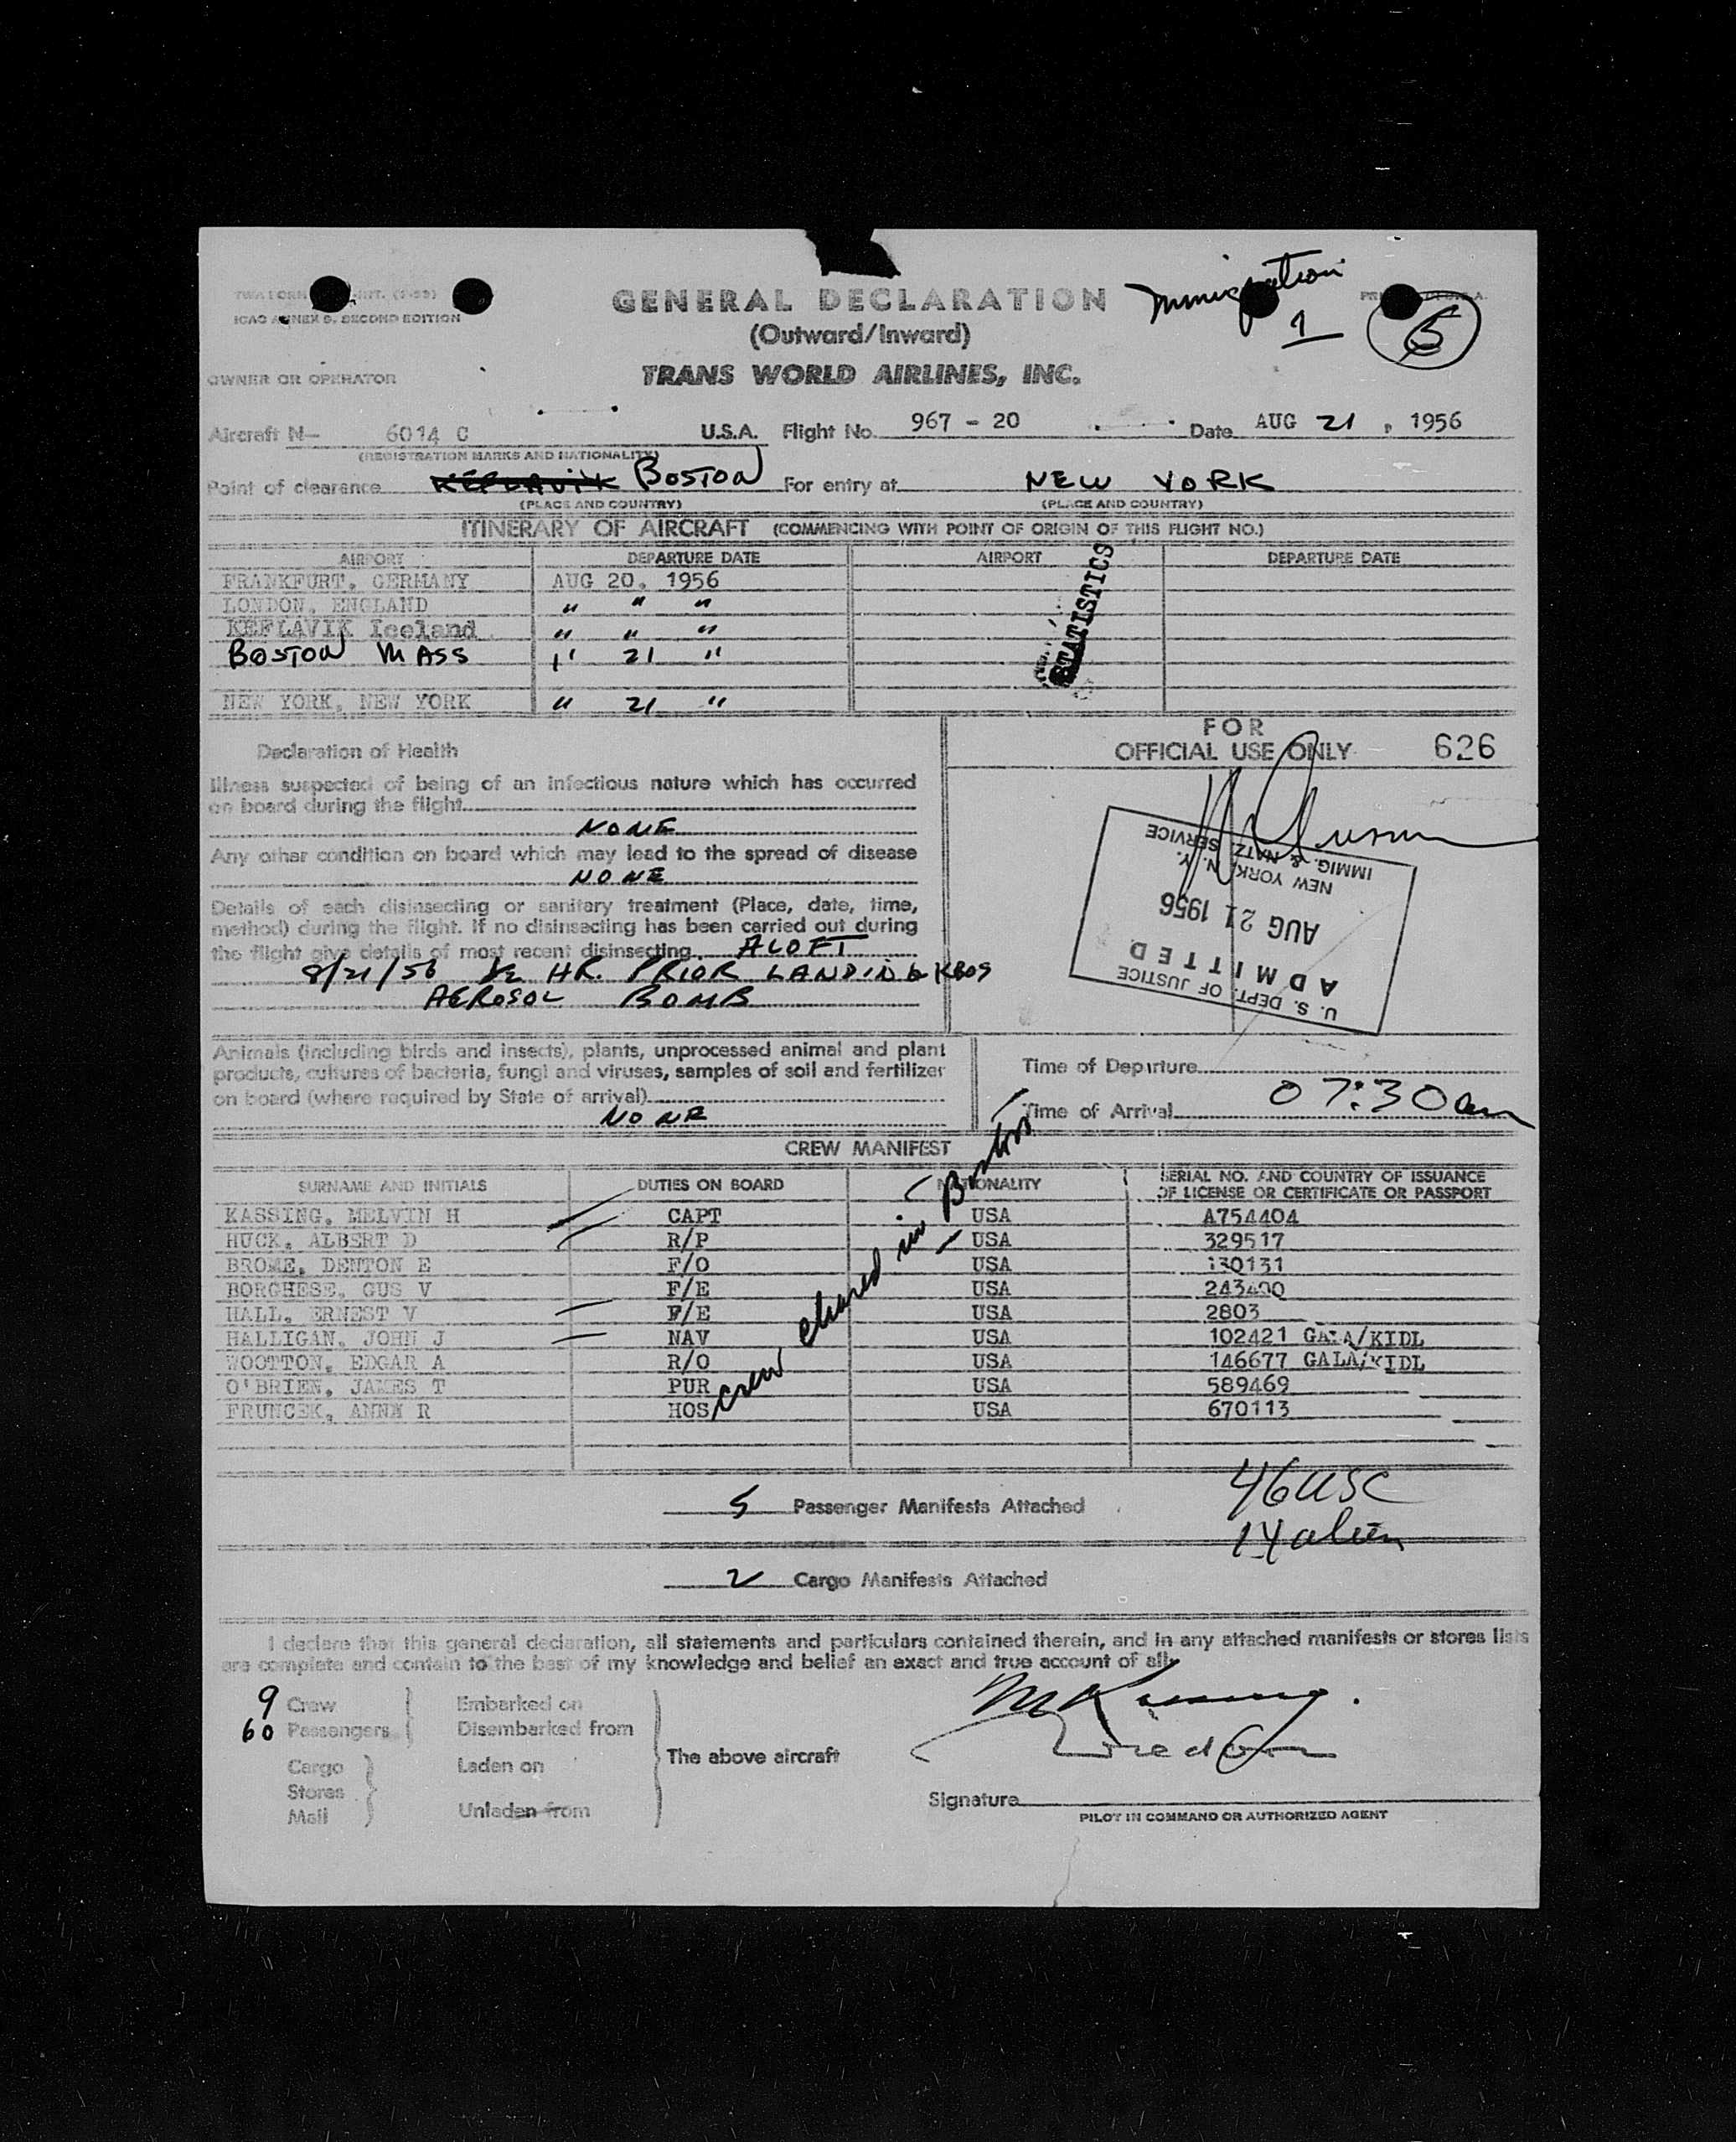 ICAO ANNEX 9, SECOND EDITION
GENERAL DECLARATION
(Outward/Inward)
TRANS WORLD AIRLINES, INC.
Immigration
1
5
OWNER OR OPERATOR
Aircraft N- 6014 C U.S.A. Flight No. 967 - 20 Date AUG 21, 1956
(REGISTRATION MARKS AND NATIONALITY)
Point of clearance KEFLAVIK BOSTON For entry at NEW YORK
(PLACE AND COUNTRY) (PLACE AND COUNTRY)
ITINERARY OF AIRCRAFT (COMMENCING WITH POINT OF ORIGIN OF THIS FLIGHT NO.)
AIRPORT DEPARTURE DATE AIRPORT DEPARTURE DATE
FRANKFURT, GERMANY AUG 20, 1956
LONDON, ENGLAND " " "
KEFLAVIK Iceland " " "
BOSTON MASS " 21 "
NEW YORK, NEW YORK " 21 "
STATISTICS
FOR
OFFICIAL USE ONLY 626
Declaration of Health
Illness suspected of being of an infectious nature which has occurred
on board during the flight
NONE
Any other condition on board which may lead to the spread of disease
NONE
Details of each disinsecting or sanitary treatment (Place, date, time,
method) during the flight. If no disinsecting has been carried out during
the flight give details of most recent disinsecting ALOFT
8/21/56 1/2 HR. PRIOR LANDING KBOS
AEROSOL BOMB
U. S. DEPT. OF JUSTICE
ADMITTED
AUG 21 1956
NEW YORK, N. Y.
IMMIG. & NATZ. SERVICE
Animals (including birds and insects), plants, unprocessed animal and plant
products, cultures of bacteria, fungi and viruses, samples of soil and fertilizer
on board (where required by State of arrival)
NONE
Time of Departure
Time of Arrival 07:30 am
CREW MANIFEST
SURNAME AND INITIALS DUTIES ON BOARD NATIONALITY SERIAL NO. AND COUNTRY OF ISSUANCE
OF LICENSE OR CERTIFICATE OR PASSPORT
KASSING, MELVIN H CAPT USA A754404
HUCK, ALBERT D R/P USA 329517
BROME, DENTON E F/O USA 130131
BORGHESE, GUS V F/E USA 243400
HALL, ERNEST V F/E USA 2803
HALLIGAN, JOHN J NAV USA 102421 GALA/KIDL
WOOTTON, EDGAR A R/O USA 146677 GALA/KIDL
O'BRIEN, JAMES T PUR USA 589469
FRUNCEK, ANNA R HOS USA 670113
crew cleared in Boston
5 Passenger Manifests Attached
46 USC
14 alien
2 Cargo Manifests Attached
I declare that this general declaration, all statements and particulars contained therein, and in any attached manifests or stores lists
are complete and contain to the best of my knowledge and belief an exact and true account of all
9 Crew Embarked on
60 Passengers Disembarked from
The above aircraft
Cargo Laden on
Stores
Mail Unladen from
Signature
PILOT IN COMMAND OR AUTHORIZED AGENT